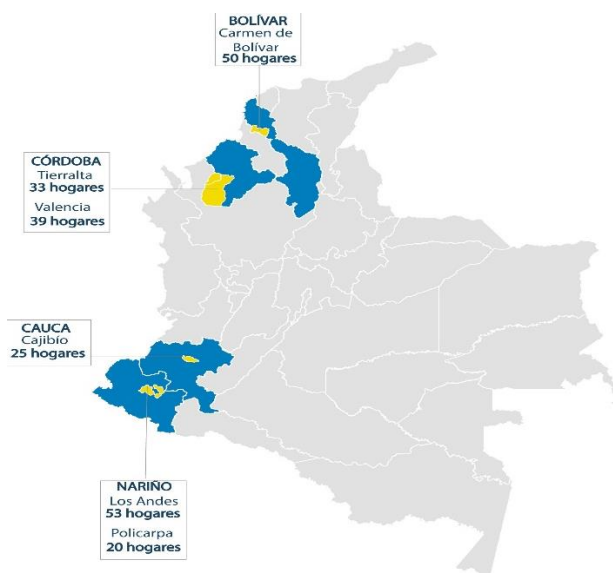 BOLÍVAR
Carmen de
Bolívar
50 hogares
CÓRDOBA
Tierralta
33 hogares
Valencia
39 hogares
CAUCA
Cajibío
25 hogares
NARIÑO
Los Andes
53 hogares
Policarpa
20 hogares